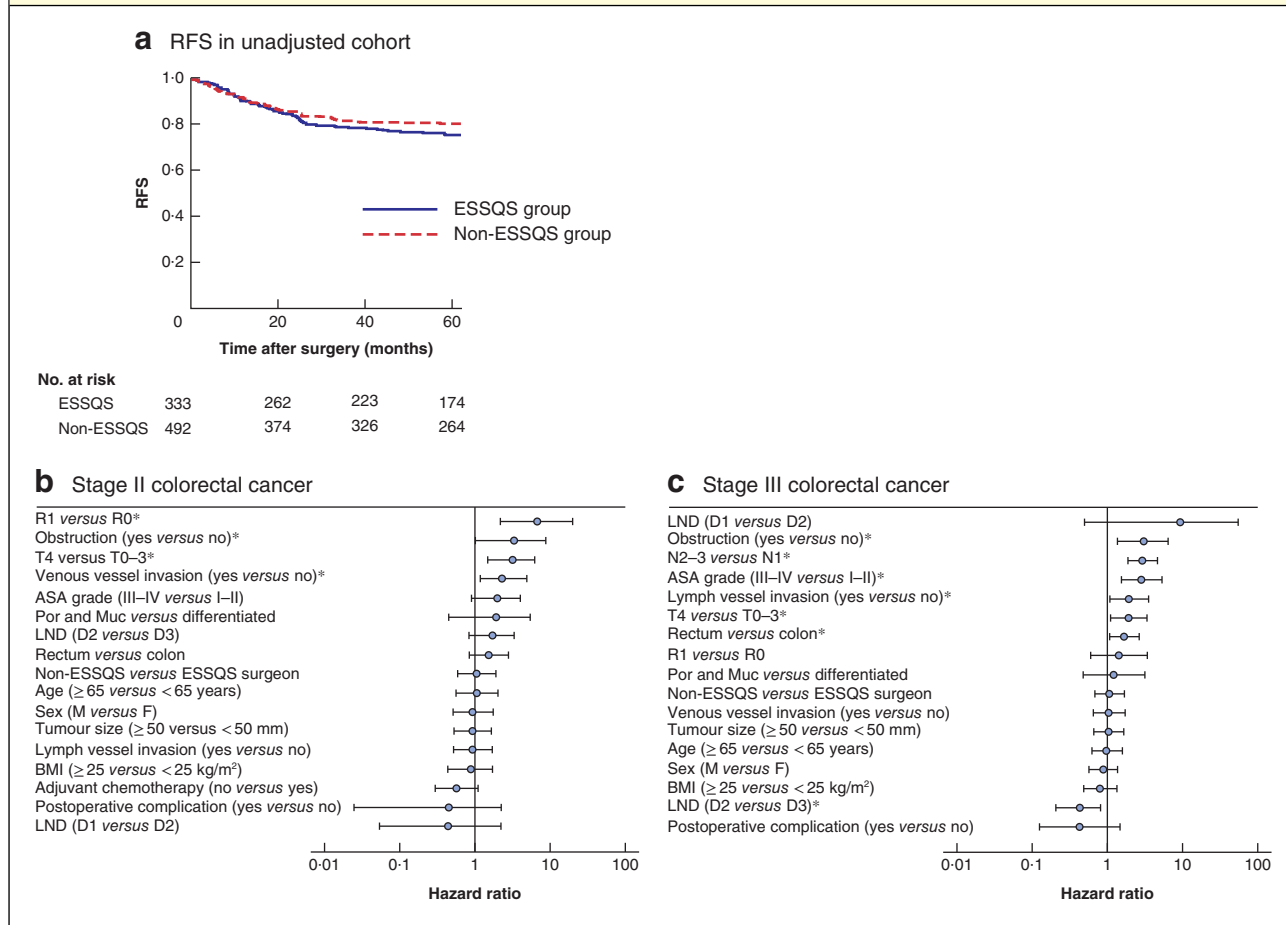 a RFS in unadjusted cohort
1·0
0·8
0·6
0·4
0·2
RFS
ESSQS group
Non-ESSQS group
0 20 40 60
Time after surgery (months)
No. at risk
ESSQS 333 262 223 174
Non-ESSQS 492 374 326 264
b Stage II colorectal cancer
R1 versus R0*
Obstruction (yes versus no)*
T4 versus T0–3*
Venous vessel invasion (yes versus no)*
ASA grade (III–IV versus I–II)
Por and Muc versus differentiated
LND (D2 versus D3)
Rectum versus colon
Non-ESSQS versus ESSQS surgeon
Age (≥ 65 versus < 65 years)
Sex (M versus F)
Tumour size (≥ 50 versus < 50 mm)
Lymph vessel invasion (yes versus no)
BMI (≥ 25 versus < 25 kg/m²)
Adjuvant chemotherapy (no versus yes)
Postoperative complication (yes versus no)
LND (D1 versus D2)
0·01 0·1 1 10 100
Hazard ratio
c Stage III colorectal cancer
LND (D1 versus D2)
Obstruction (yes versus no)*
N2–3 versus N1*
ASA grade (III–IV versus I–II)*
Lymph vessel invasion (yes versus no)*
T4 versus T0–3*
Rectum versus colon*
R1 versus R0
Por and Muc versus differentiated
Non-ESSQS versus ESSQS surgeon
Venous vessel invasion (yes versus no)
Tumour size (≥ 50 versus < 50 mm)
Age (≥ 65 versus < 65 years)
Sex (M versus F)
BMI (≥ 25 versus < 25 kg/m²)
LND (D2 versus D3)*
Postoperative complication (yes versus no)
0·01 0·1 1 10 100
Hazard ratio